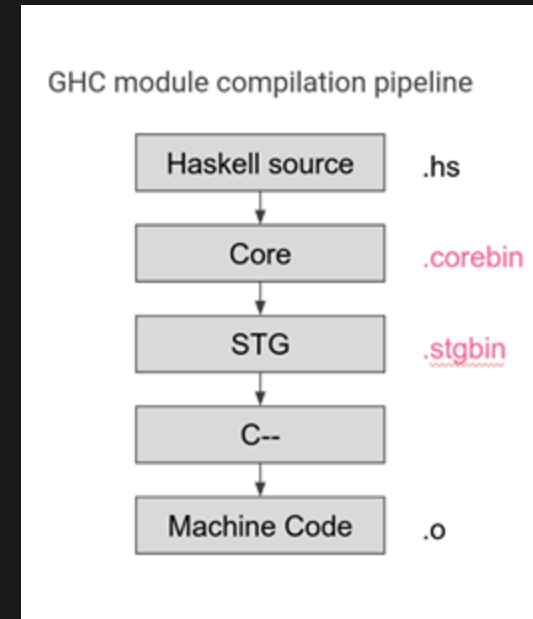 GHC module compilation pipeline
Haskell source .hs
Core .corebin
STG .stgbin
C--
Machine Code .o